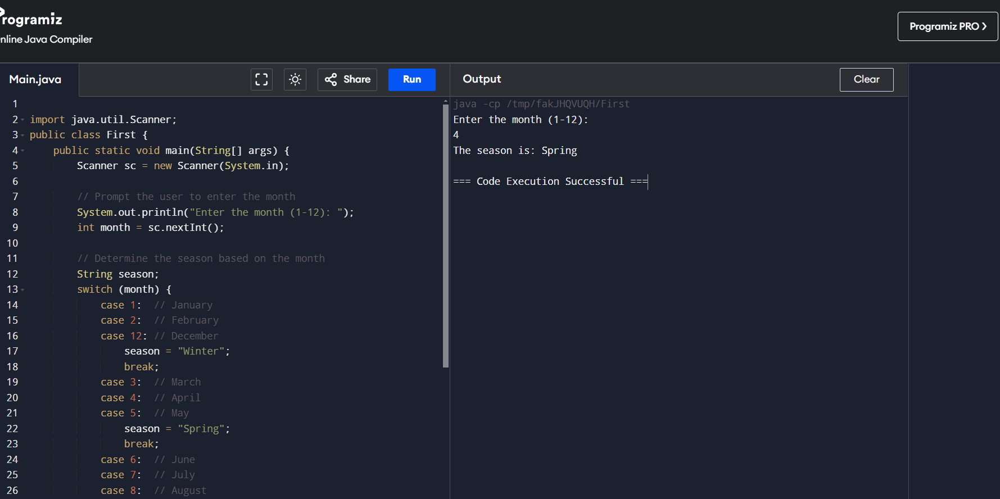 rogramiz
nline Java Compiler
Programiz PRO
Main.java
Share
Run
Output
Clear
1
2 import java.util.Scanner;
3 public class First {
4     public static void main(String[] args) {
5         Scanner sc = new Scanner(System.in);
6
7         // Prompt the user to enter the month
8         System.out.println("Enter the month (1-12): ");
9         int month = sc.nextInt();
10
11         // Determine the season based on the month
12         String season;
13         switch (month) {
14             case 1:  // January
15             case 2:  // February
16             case 12: // December
17                 season = "Winter";
18                 break;
19             case 3:  // March
20             case 4:  // April
21             case 5:  // May
22                 season = "Spring";
23                 break;
24             case 6:  // June
25             case 7:  // July
26             case 8:  // August
java -cp /tmp/fakJHQVUQH/First
Enter the month (1-12):
4
The season is: Spring
=== Code Execution Successful ===